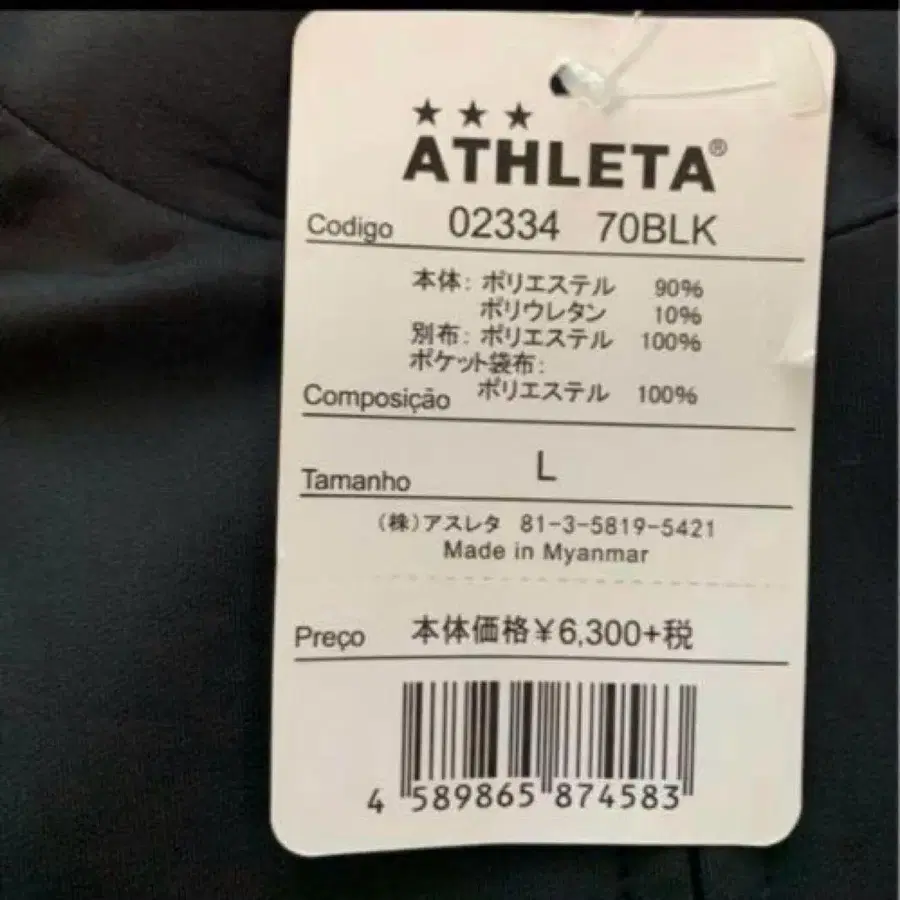 ★★★
ATHLETA®
Codigo 02334 70BLK
本体: ポリエステル 90%
ポリウレタン 10%
別布: ポリエステル 100%
ポケット袋布:
Composição ポリエステル 100%
Tamanho L
(株)アスレタ 81-3-5819-5421
Made in Myanmar
Preço 本体価格¥6,300+税
4 589865 874583